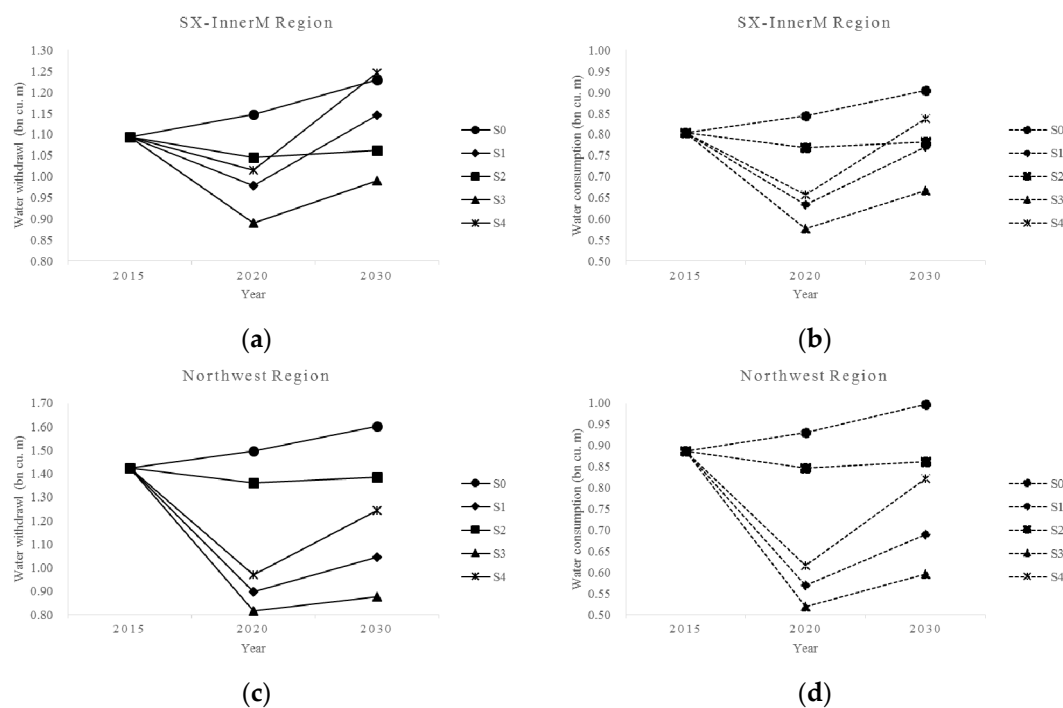 SX-InnerM Region
Water withdrawl (bn cu. m)
1.30
1.25
1.20
1.15
1.10
1.05
1.00
0.95
0.90
0.85
0.80
2015 2020 2030
Year
S0
S1
S2
S3
S4
(a)
SX-InnerM Region
Water consumption (bn cu. m)
1.00
0.95
0.90
0.85
0.80
0.75
0.70
0.65
0.60
0.55
0.50
2015 2020 2030
Year
S0
S1
S2
S3
S4
(b)
Northwest Region
Water withdrawl (bn cu. m)
1.70
1.60
1.50
1.40
1.30
1.20
1.10
1.00
0.90
0.80
2015 2020 2030
Year
S0
S1
S2
S3
S4
(c)
Northwest Region
Water consumption (bn cu. m)
1.00
0.95
0.90
0.85
0.80
0.75
0.70
0.65
0.60
0.55
0.50
2015 2020 2030
Year
S0
S1
S2
S3
S4
(d)